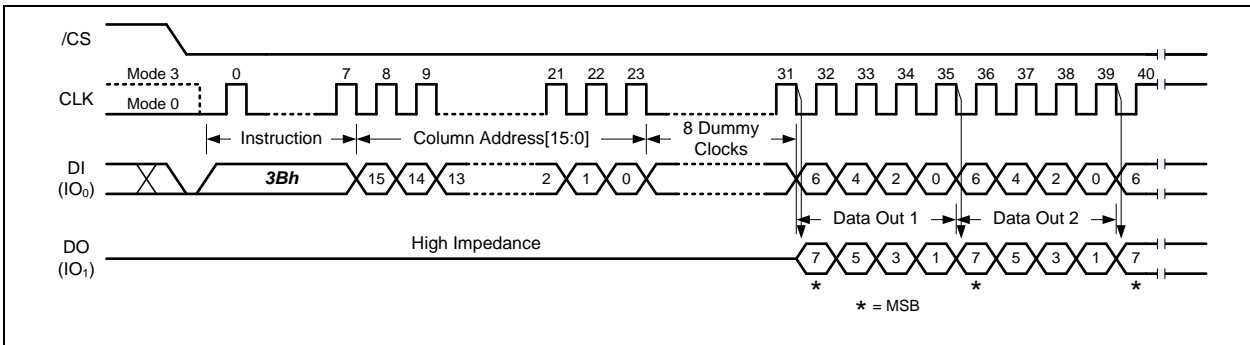 /CS
Mode 3 0 7 8 9 21 22 23 31 32 33 34 35 36 37 38 39 40
CLK Mode 0
Instruction Column Address[15:0] 8 Dummy
Clocks
DI
(IO0) 3Bh 15 14 13 2 1 0 6 4 2 0 6 4 2 0 6
Data Out 1 Data Out 2
DO
(IO1) High Impedance 7 5 3 1 7 5 3 1 7
* * *
* = MSB